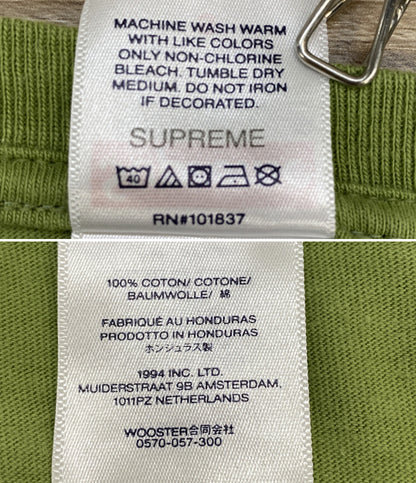 MACHINE WASH WARM
WITH LIKE COLORS
ONLY NON-CHLORINE
BLEACH. TUMBLE DRY
MEDIUM. DO NOT IRON
IF DECORATED.
SUPREME
40
RN#101837
100% COTON/ COTONE/
BAUMWOLLE/ 綿
FABRIQUÉ AU HONDURAS
PRODOTTO IN HONDURAS
ホンジュラス製
1994 INC. LTD.
MUIDERSTRAAT 9B AMSTERDAM.
1011PZ NETHERLANDS
WOOSTER合同会社
0570-057-300